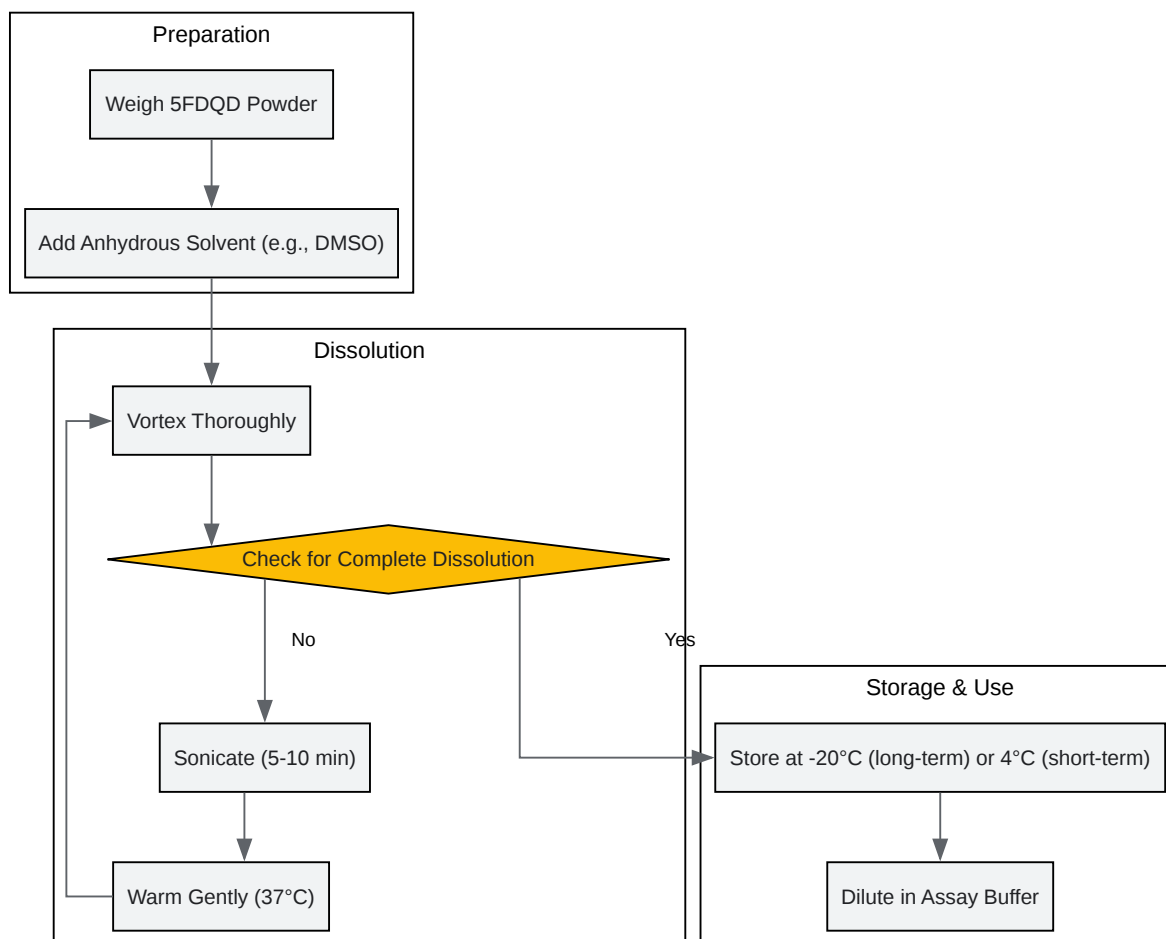 Preparation
Weigh 5FDQD Powder
Add Anhydrous Solvent (e.g., DMSO)
Dissolution
Vortex Thoroughly
Check for Complete Dissolution
No
Yes
Sonicate (5-10 min)
Warm Gently (37°C)
Storage & Use
Store at -20°C (long-term) or 4°C (short-term)
Dilute in Assay Buffer